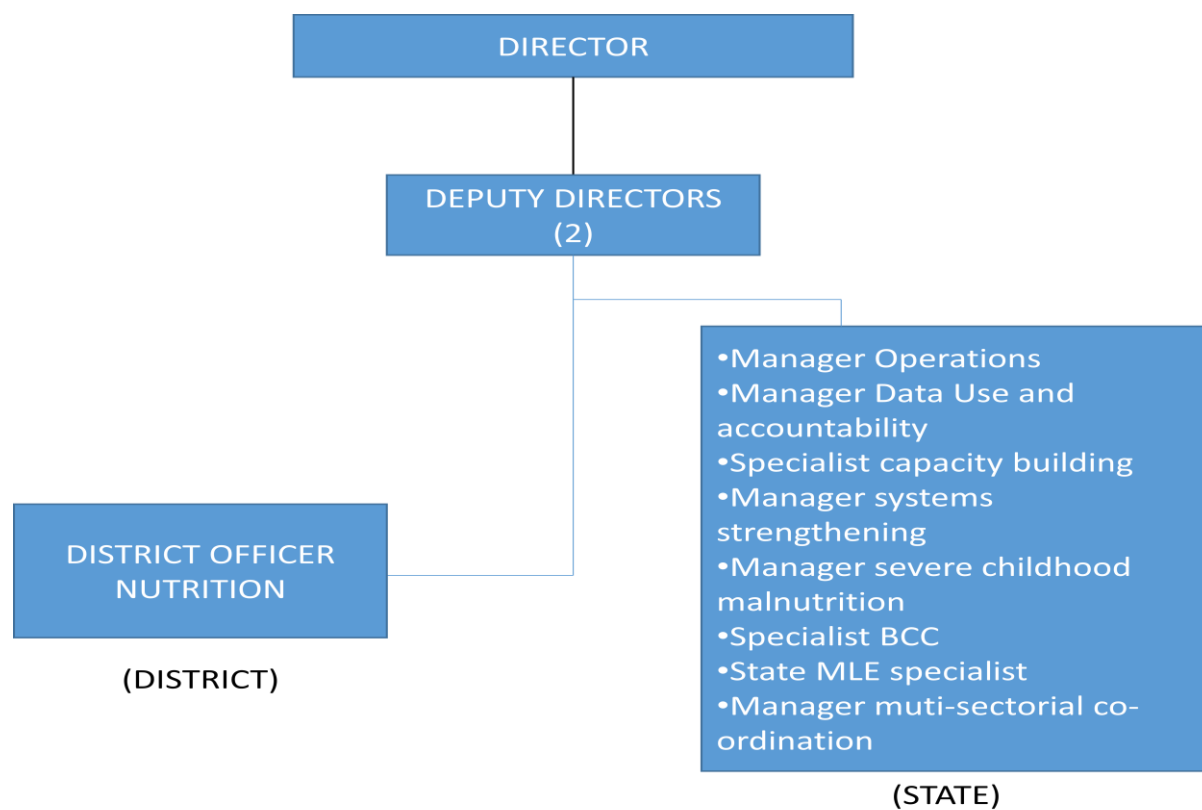 DIRECTOR
DEPUTY DIRECTORS
(2)
•Manager Operations
•Manager Data Use and
accountability
•Specialist capacity building
•Manager systems
strengthening
•Manager severe childhood
malnutrition
•Specialist BCC
•State MLE specialist
•Manager muti-sectorial co-
ordination
(STATE)
DISTRICT OFFICER
NUTRITION
(DISTRICT)